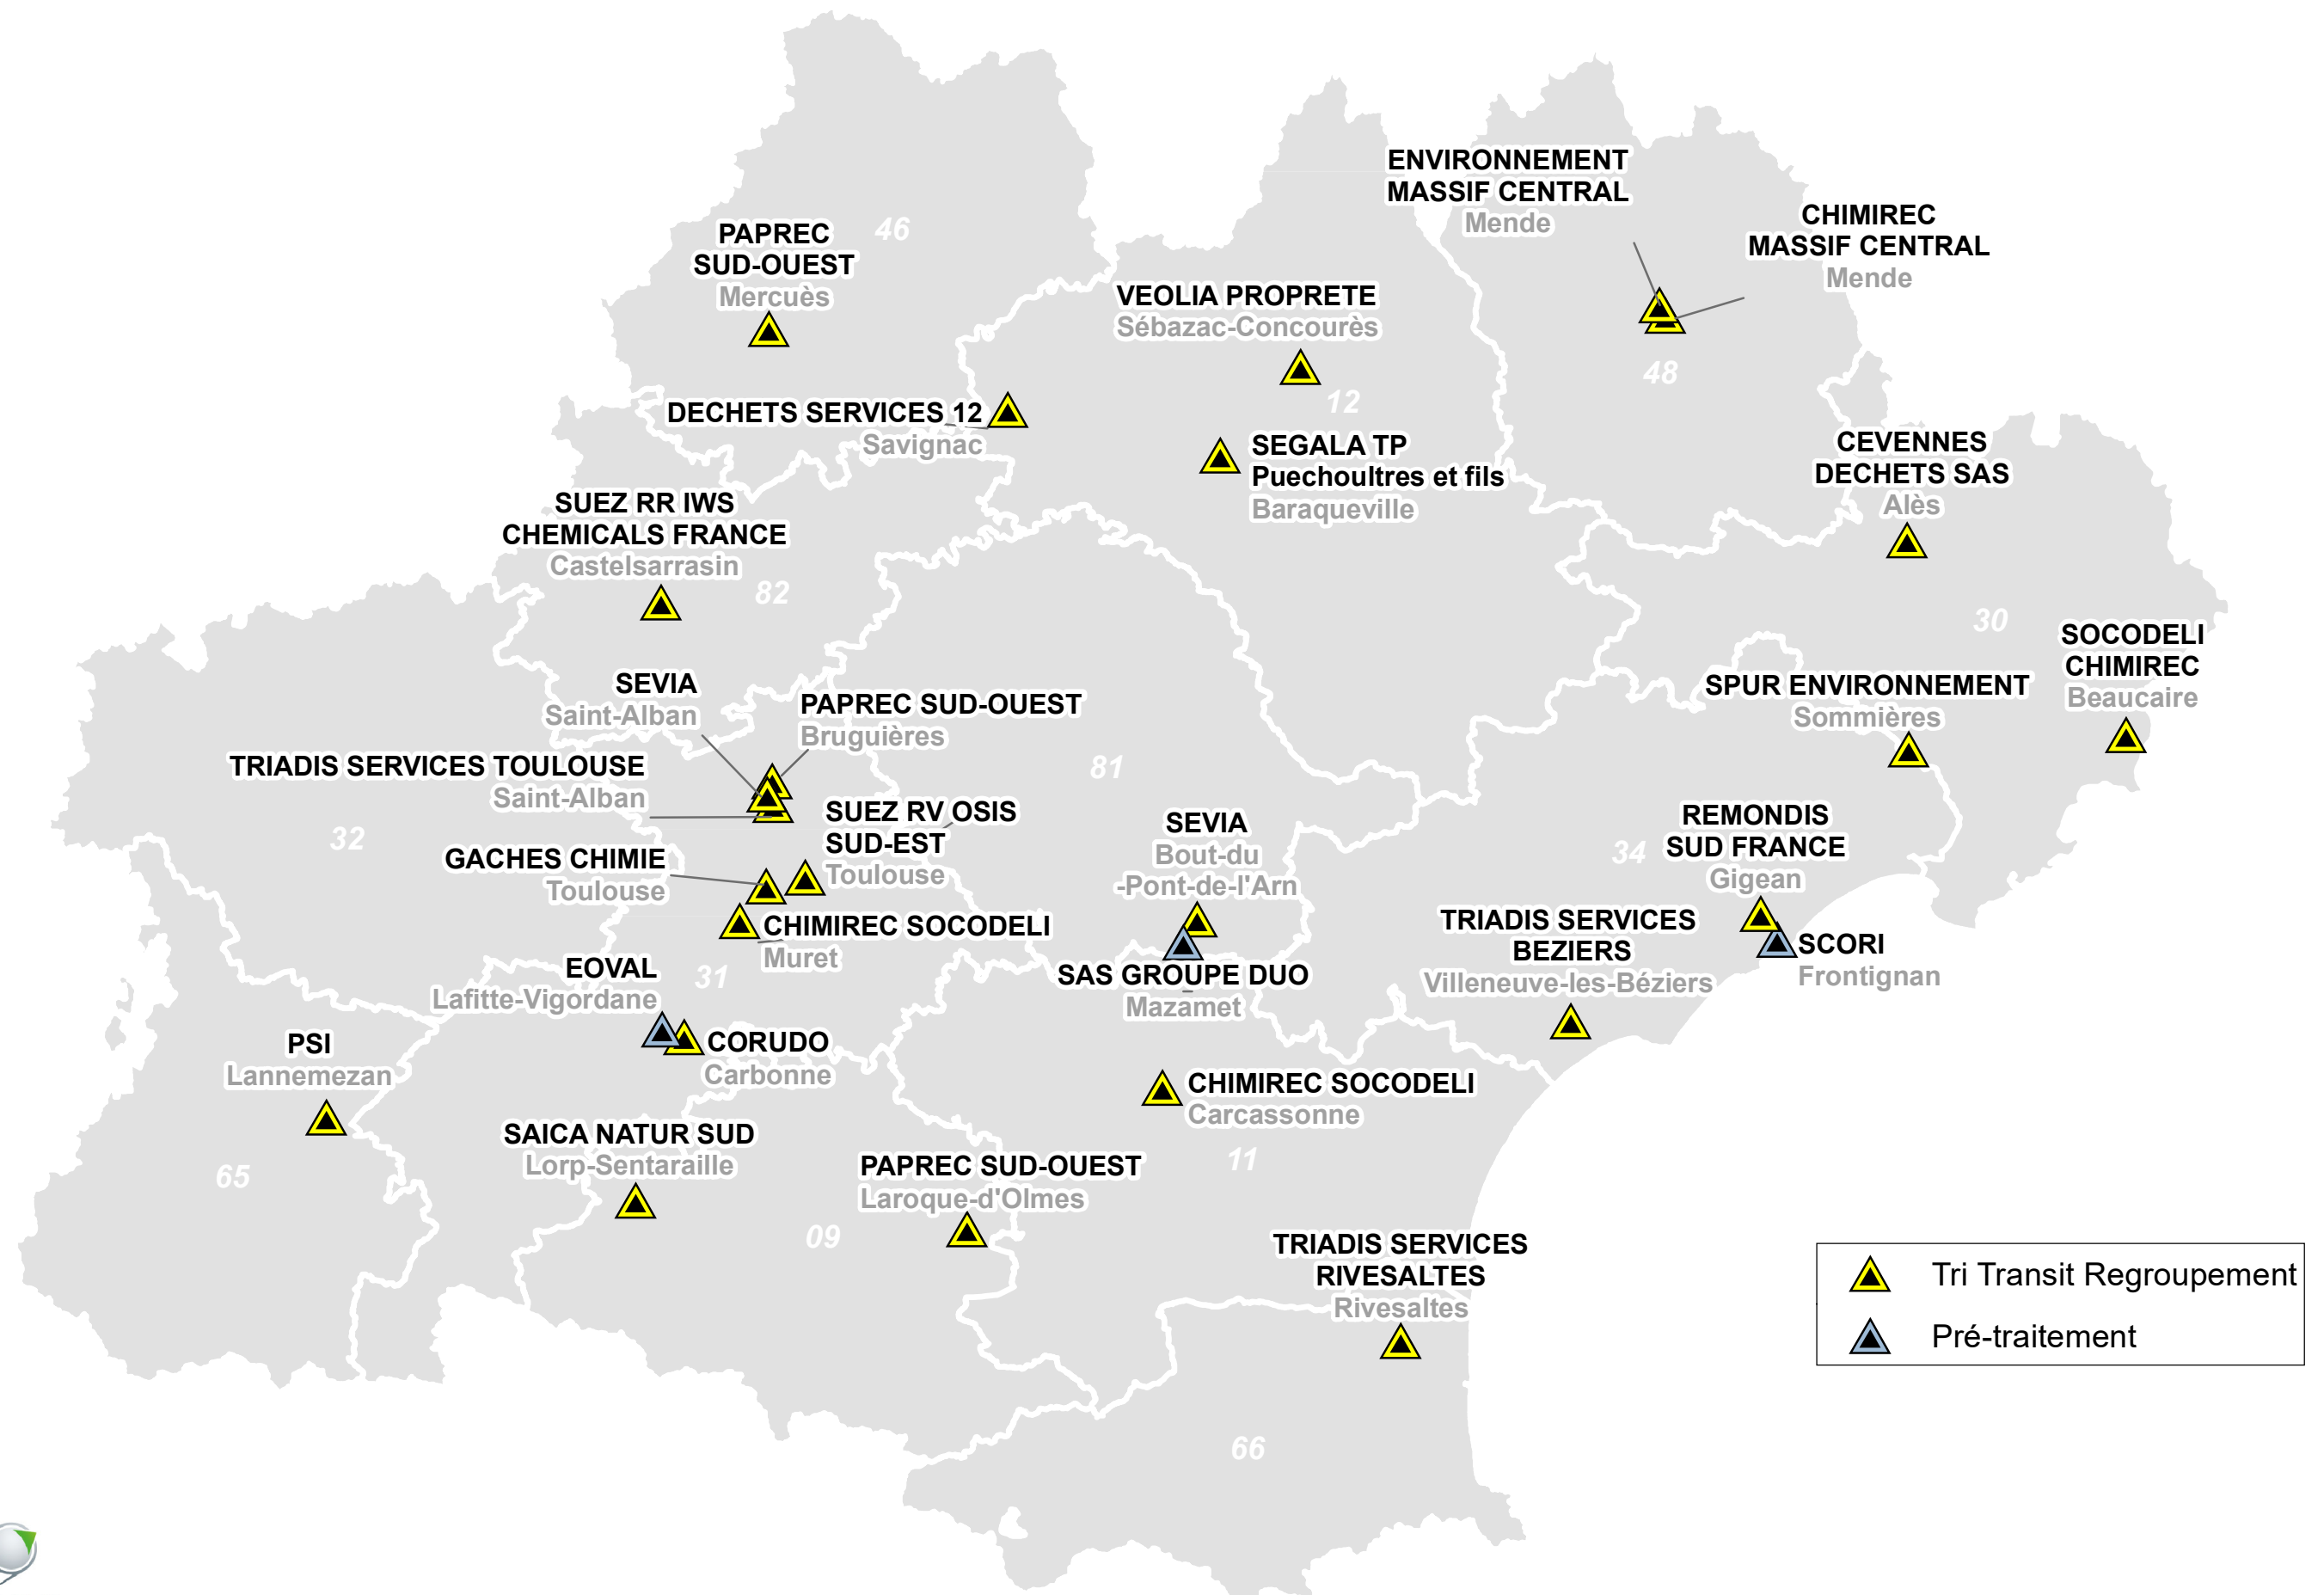 ENVIRONNEMENT
MASSIF CENTRAL
Mende
CHIMIREC
MASSIF CENTRAL
Mende
46
PAPREC
SUD-OUEST
Mercuès
VEOLIA PROPRETE
Sébazac-Concourès
48
12
DECHETS SERVICES 12
Savignac
SEGALA TP
Puechoultres et fils
Baraqueville
CEVENNES
DECHETS SAS
Alès
SUEZ RR IWS
CHEMICALS FRANCE
Castelsarrasin
82
30
SOCODELI
CHIMIREC
Beaucaire
SEVIA
Saint-Alban
PAPREC SUD-OUEST
Bruguières
SPUR ENVIRONNEMENT
Sommières
TRIADIS SERVICES TOULOUSE
Saint-Alban
81
32
SUEZ RV OSIS
SUD-EST
Toulouse
SEVIA
Bout-du
-Pont-de-l'Arn
34
REMONDIS
SUD FRANCE
Gigean
GACHES CHIMIE
Toulouse
CHIMIREC SOCODELI
Muret
TRIADIS SERVICES
BEZIERS
Villeneuve-les-Béziers
SCORI
Frontignan
EOVAL
Lafitte-Vigordane
31
SAS GROUPE DUO
Mazamet
PSI
Lannemezan
CORUDO
Carbonne
CHIMIREC SOCODELI
Carcassonne
65
SAICA NATUR SUD
Lorp-Sentaraille
PAPREC SUD-OUEST
Laroque-d'Olmes
11
09
TRIADIS SERVICES
RIVESALTES
Rivesaltes
66
Tri Transit Regroupement
Pré-traitement